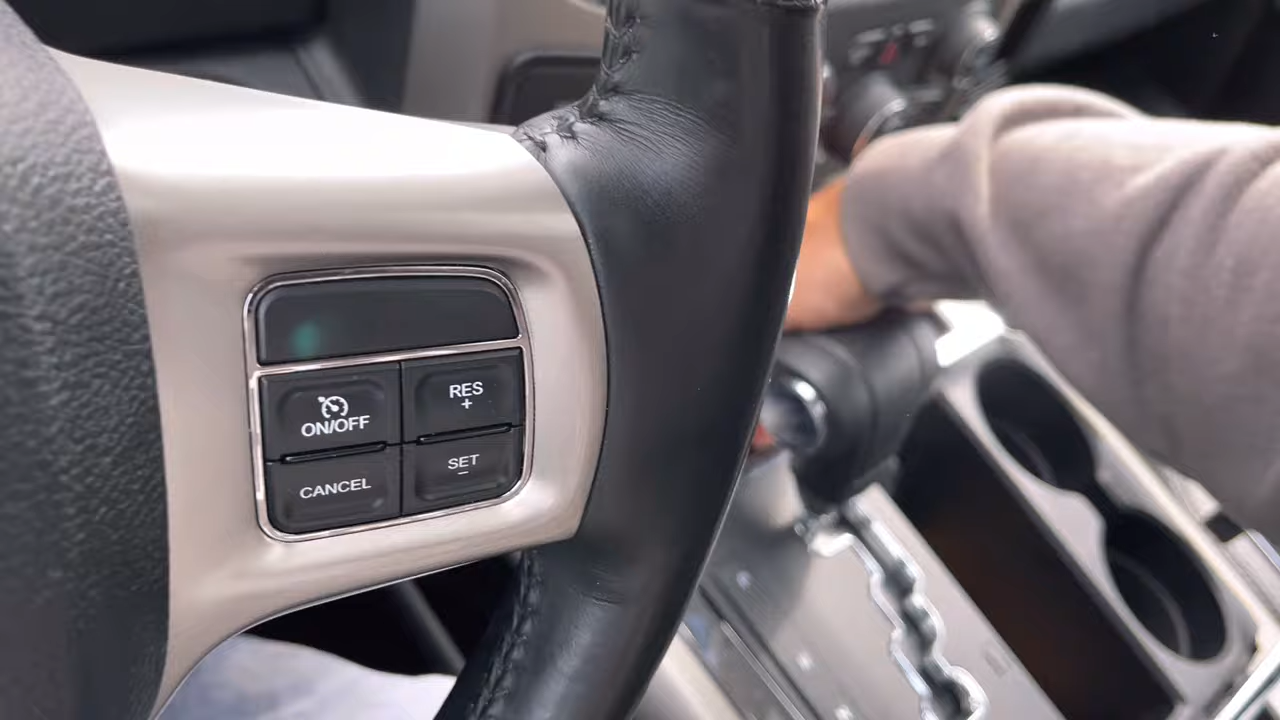 ON/OFF
RES
+
CANCEL
SET
–